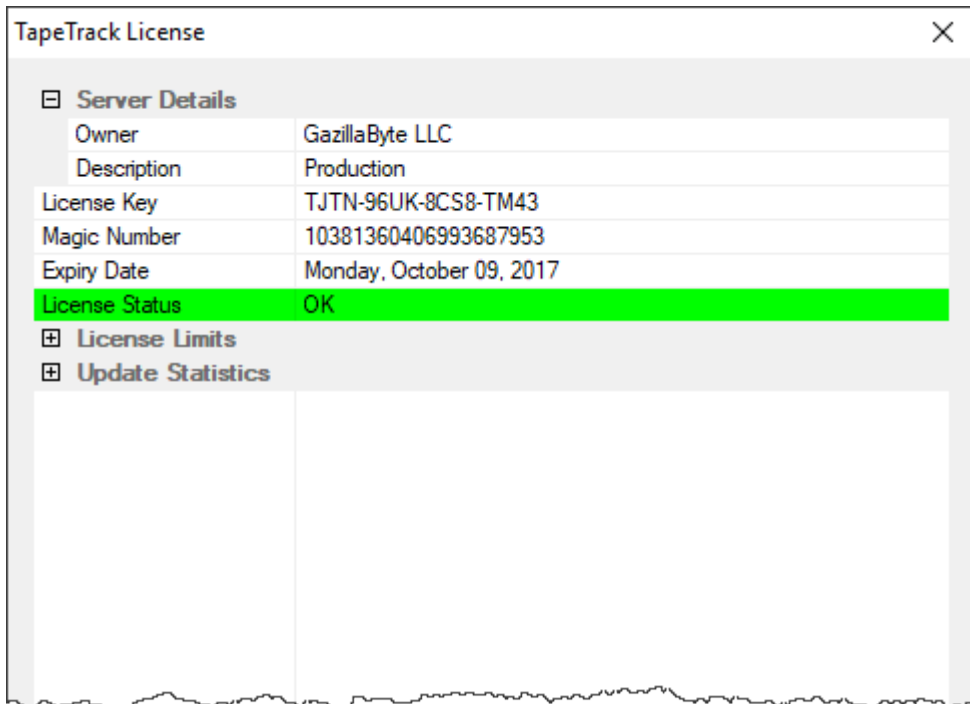 TapeTrack License
Server Details
Owner GazillaByte LLC
Description Production
License Key TJTN-96UK-8CS8-TM43
Magic Number 10381360406993687953
Expiry Date Monday, October 09, 2017
License Status OK
License Limits
Update Statistics